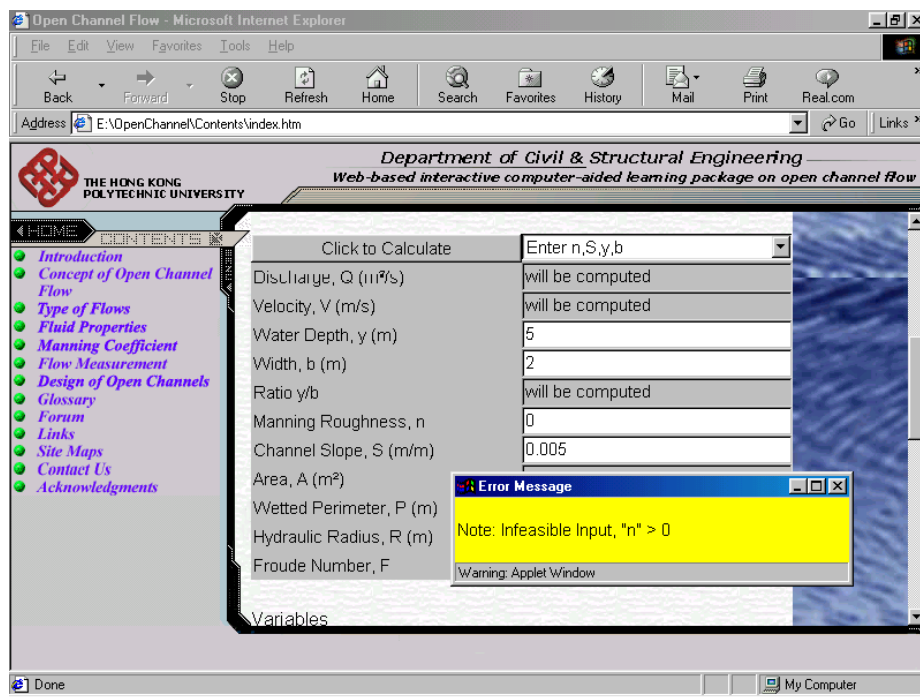 Open Channel Flow - Microsoft Internet Explorer
File Edit View Favorites Tools Help
Back Forward Stop Refresh Home Search Favorites History Mail Print Real.com
Address E:\OpenChannel\Contents\index.htm Go Links
THE HONG KONG
POLYTECHNIC UNIVERSITY
Department of Civil & Structural Engineering
Web-based interactive computer-aided learning package on open channel flow
HOME
CONTENTS
Introduction
Concept of Open Channel
Flow
Type of Flows
Fluid Properties
Manning Coefficient
Flow Measurement
Design of Open Channels
Glossary
Forum
Links
Site Maps
Contact Us
Acknowledgments
Click to Calculate Enter n,S,y,b
Discharge, Q (m³/s) will be computed
Velocity, V (m/s) will be computed
Water Depth, y (m) 5
Width, b (m) 2
Ratio y/b will be computed
Manning Roughness, n 0
Channel Slope, S (m/m) 0.005
Area, A (m²)
Wetted Perimeter, P (m)
Hydraulic Radius, R (m)
Froude Number, F
Error Message
Note: Infeasible Input, "n" > 0
Warning: Applet Window
Variables
Done My Computer